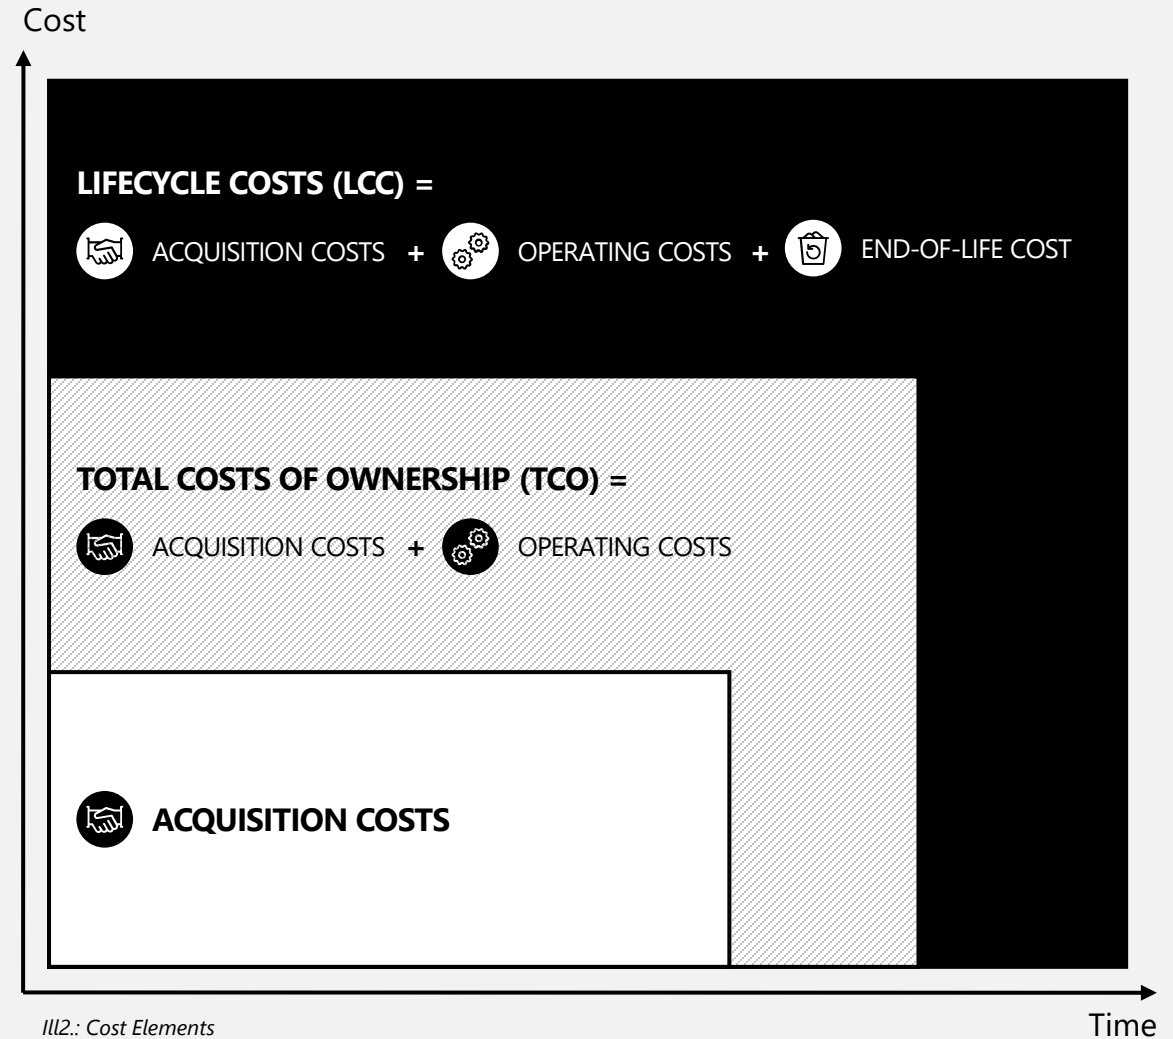 Cost
LIFECYCLE COSTS (LCC) =
ACQUISITION COSTS + OPERATING COSTS + END-OF-LIFE COST
TOTAL COSTS OF OWNERSHIP (TCO) =
ACQUISITION COSTS + OPERATING COSTS
ACQUISITION COSTS
Time
Ill2.: Cost Elements